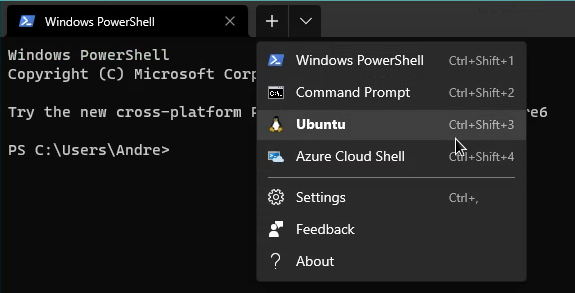 Windows PowerShell
Windows PowerShell
Copyright (C) Microsoft Corp
Try the new cross-platform
re6
PS C:\Users\Andre>
Windows PowerShell Ctrl+Shift+1
Command Prompt Ctrl+Shift+2
Ubuntu Ctrl+Shift+3
Azure Cloud Shell Ctrl+Shift+4
Settings Ctrl+,
Feedback
About